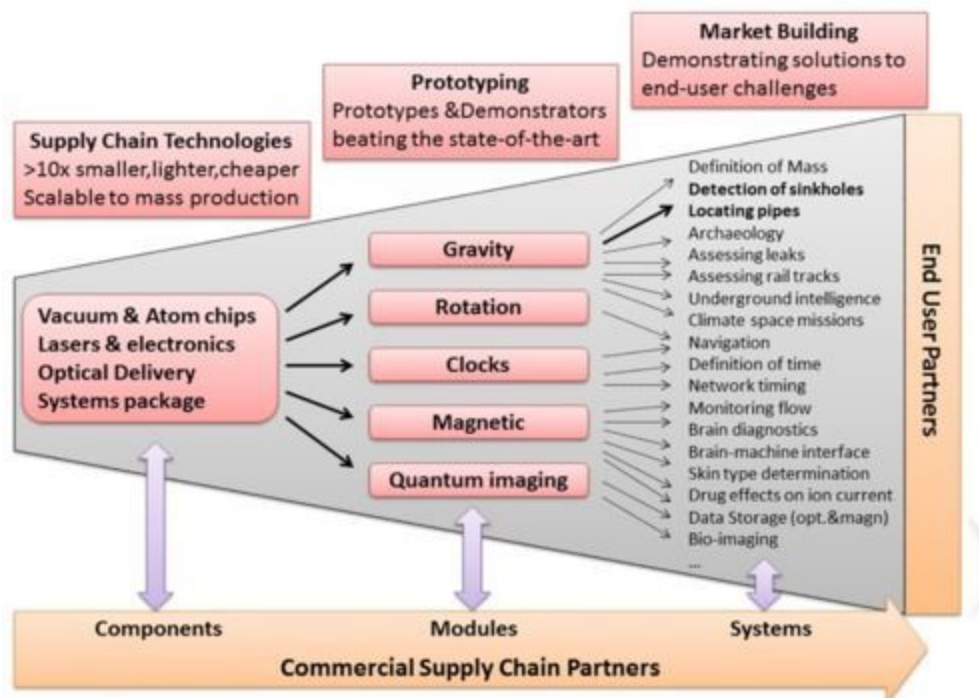 Market Building
Demonstrating solutions to
end-user challenges
Prototyping
Prototypes &Demonstrators
beating the state-of-the-art
Supply Chain Technologies
>10x smaller,lighter,cheaper
Scalable to mass production
Vacuum & Atom chips
Lasers & electronics
Optical Delivery
Systems package
Gravity
Rotation
Clocks
Magnetic
Quantum imaging
Definition of Mass
Detection of sinkholes
Locating pipes
Archaeology
Assessing leaks
Assessing rail tracks
Underground intelligence
Climate space missions
Navigation
Definition of time
Network timing
Monitoring flow
Brain diagnostics
Brain-machine interface
Skin type determination
Drug effects on ion current
Data Storage (opt.&magn)
Bio-imaging
...
End User Partners
Components
Modules
Systems
Commercial Supply Chain Partners